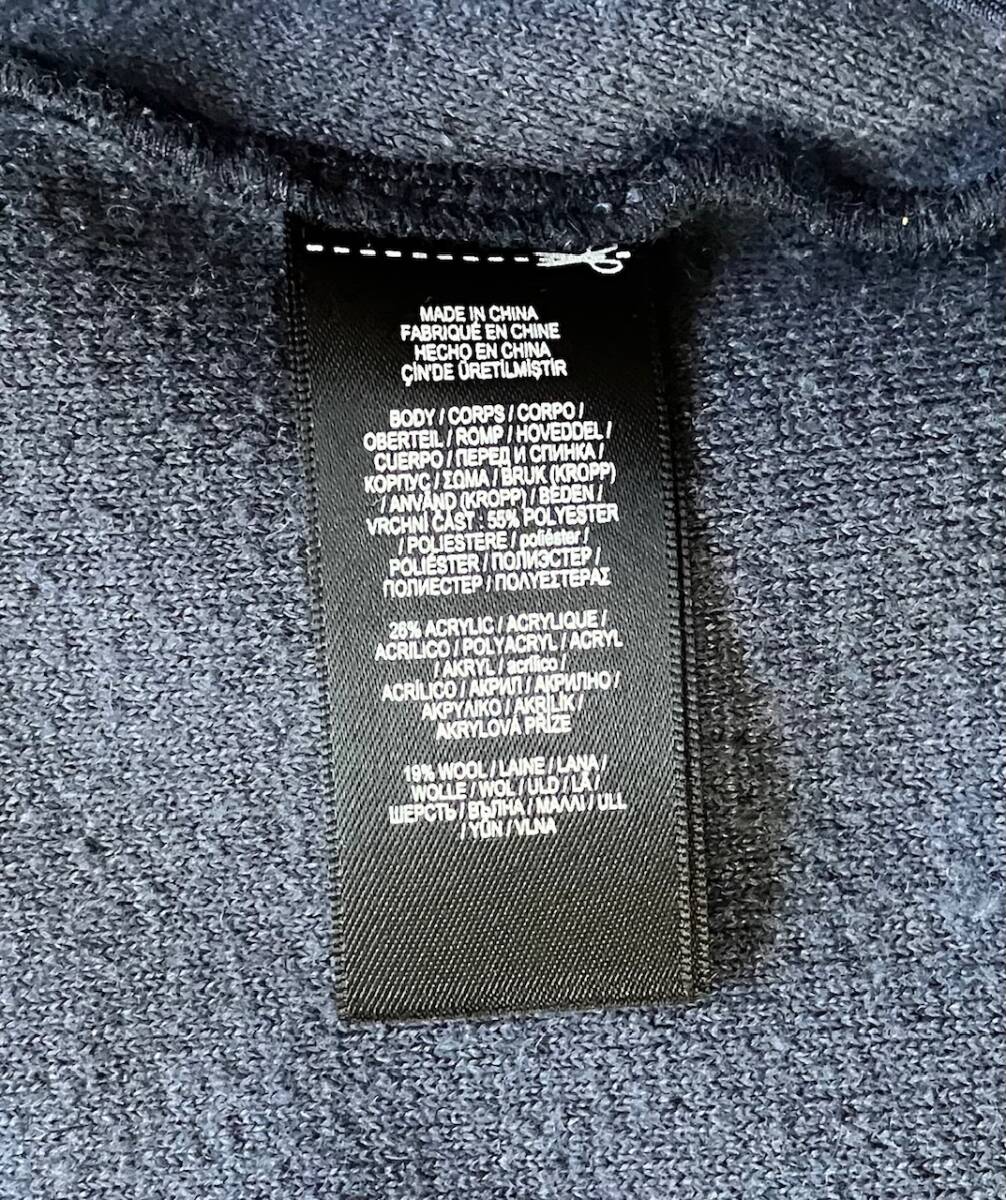 MADE IN CHINA
FABRIQUÉ EN CHINE
HECHO EN CHINA
ÇİN'DE ÜRETİLMİŞTİR
BODY / CORPS / CORPO /
OBERTEIL / ROMP / HOVEDDEL /
CUERPO / ПЕРЕД И СПИНКА /
КОРПУС / ΣΩΜΑ / BRUK (KROPP)
/ ANVÄND (KROPP) / BEDEN /
VRCHNÍ ČÁST : 55% POLYESTER
/ POLIESTERE / poliéster /
POLIÉSTER / ПОЛИЭСТЕР /
ПОЛИЕСТЕР / ΠΟΛΥΕΣΤΕΡΑΣ
26% ACRYLIC / ACRYLIQUE /
ACRILICO / POLYACRYL / ACRYL
/ AKRYL / acrílico /
ACRÍLICO / АКРИЛ / АКРИЛНО /
ΑΚΡΥΛΙΚΟ / AKRİLİK /
AKRYLOVÁ PŘÍZE
19% WOOL / LAINE / LANA /
WOLLE / WOL / ULD / LÃ /
ШЕРСТЬ / ВЪЛНА / ΜΑΛΛΙ / ULL
/ YÜN / VLNA